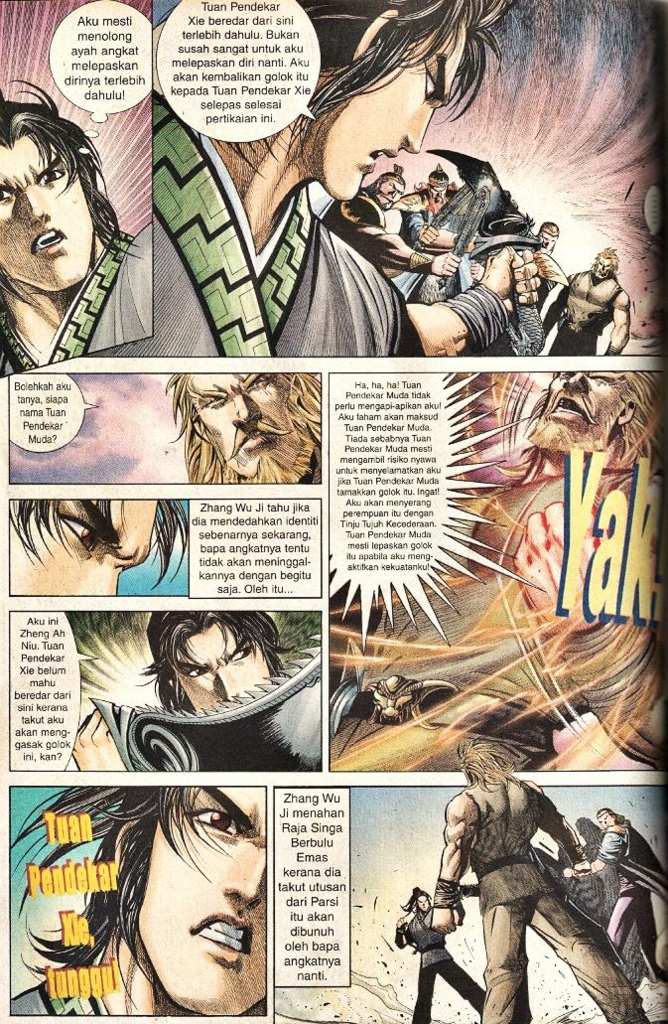 Aku mesti
menolong
ayah angkat
melepaskan
dirinya terlebih
dahulu!
Tuan Pendekar
Xie beredar dari sini
terlebih dahulu. Bukan
susah sangat untuk aku
melepaskan diri nanti. Aku
akan kembalikan golok itu
kepada Tuan Pendekar Xie
selepas selesai
pertikaian ini.
Bolehkah aku
tanya, siapa
nama Tuan
Pendekar
Muda?
Zhang Wu Ji tahu jika
dia mendedahkan identiti
sebenarnya sekarang,
bapa angkatnya tentu
tidak akan meninggal-
kannya dengan begitu
saja. Oleh itu...
Aku ini
Zheng Ah
Niu. Tuan
Pendekar
Xie belum
mahu
beredar dari
sini kerana
takut aku
akan meng-
gasak golok
ini, kan?
Ha, ha, ha! Tuan
Pendekar Muda tidak
perlu mengapi-apikan aku!
Aku faham akan maksud
Tuan Pendekar Muda.
Tiada sebabnya Tuan
Pendekar Muda mesti
mengambil risiko nyawa
untuk menyelamatkan aku
jika Tuan Pendekar Muda
tamakkan golok itu. Ingat!
Aku akan menyerang
perempuan itu dengan
Tinju Tujuh Kecederaan.
Tuan Pendekar Muda
mesti lepaskan golok
itu apabila aku meng-
aktifkan kekuatanku!
Yak
Tuan
Pendekar
Xie,
tunggu!
Zhang Wu
Ji menahan
Raja Singa
Berbulu
Emas
kerana dia
takut utusan
dari Parsi
itu akan
dibunuh
oleh bapa
angkatnya
nanti.